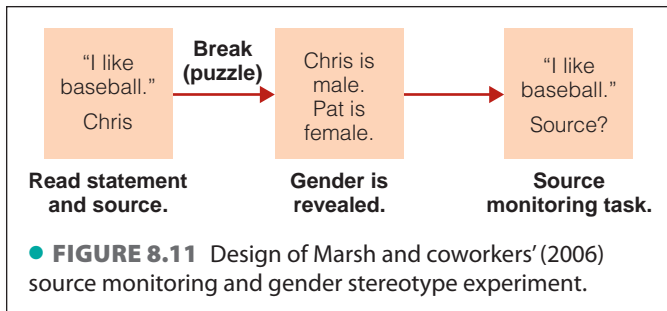 “I like
baseball.”
Chris
Break
(puzzle)
Chris is
male.
Pat is
female.
“I like
baseball.”
Source?
Read statement
and source.
Gender is
revealed.
Source
monitoring task.
● FIGURE 8.11 Design of Marsh and coworkers’ (2006)
source monitoring and gender stereotype experiment.